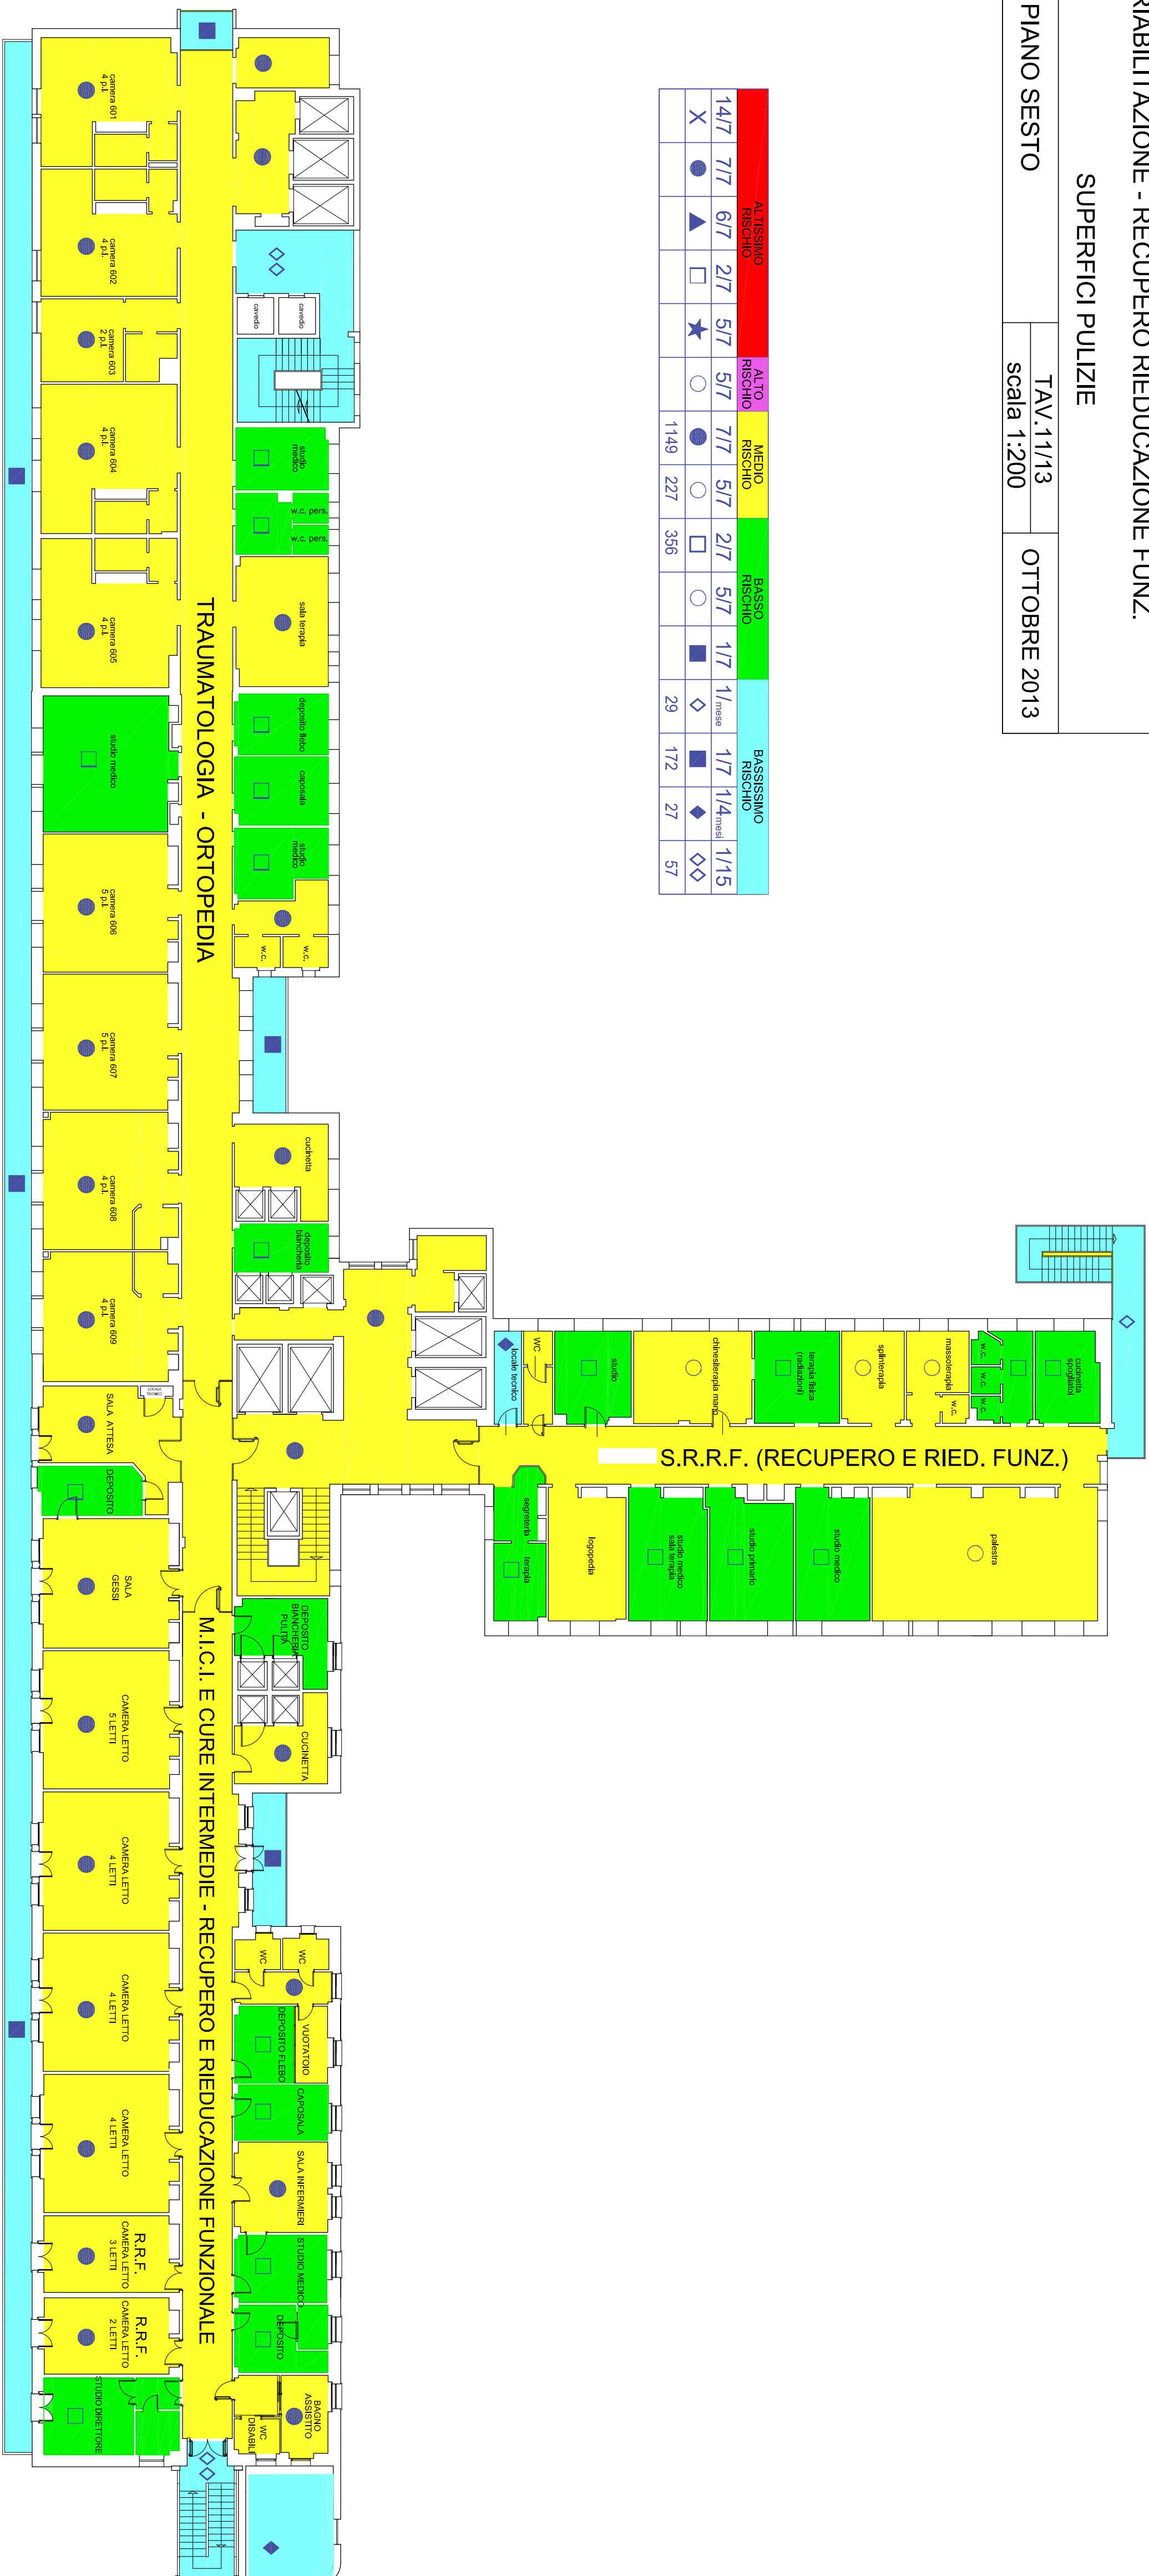 RIABILITAZIONE - RECUPERO RIEDUCAZIONE FUNZ.
SUPERFICI PULIZIE
PIANO SESTO
TAV.11/13
scala 1:200
OTTOBRE 2013
ALTISSIMO
RISCHIO
ALTO
RISCHIO
MEDIO
RISCHIO
BASSO
RISCHIO
BASSISSIMO
RISCHIO
14/7 7/7 6/7 2/7 5/7 5/7 7/7 5/7 2/7 5/7 1/7 1/mese 1/7 1/4mesi 1/15
X
1149 227 356 29 172 27 57
cavedio
cavedio
studio
medico
w.c. pers.
w.c. pers.
sala terapia
deposito flebo
caposala
studio
medico
w.c.
w.c.
cucinetta
deposito
biancheria
TRAUMATOLOGIA - ORTOPEDIA
camera 601
4 p.l.
camera 602
4 p.l.
camera 603
2 p.l.
camera 604
4 p.l.
camera 605
4 p.l.
studio medico
camera 606
5 p.l.
camera 607
5 p.l.
camera 608
4 p.l.
camera 609
4 p.l.
LOCALE
TECNICO
SALA ATTESA
DEPOSITO
SALA
GESSI
locale tecnico
WC
studio
chinesiterapia mano
terapia fisica
(radiazioni)
splinterapia
massoterapia
w.c.
w.c.
w.c.
w.c.
cucinetta
spogliatoi
S.R.R.F. (RECUPERO E RIED. FUNZ.)
segreteria
terapia
logopedia
studio medico
sala terapia
studio primario
studio medico
palestra
DEPOSITO
BIANCHERIA
PULITA
CUCINETTA
WC
WC
VUOTATOIO
DEPOSITO FLEBO
CAPOSALA
SALA INFERMIERI
STUDIO MEDICO
DEPOSITO
BAGNO
ASSISTITO
WC
DISABILI
M.I.C.I. E CURE INTERMEDIE - RECUPERO E RIEDUCAZIONE FUNZIONALE
CAMERA LETTO
5 LETTI
CAMERA LETTO
4 LETTI
CAMERA LETTO
4 LETTI
CAMERA LETTO
4 LETTI
R.R.F.
CAMERA LETTO
3 LETTI
R.R.F.
CAMERA LETTO
2 LETTI
STUDIO DIRETTORE